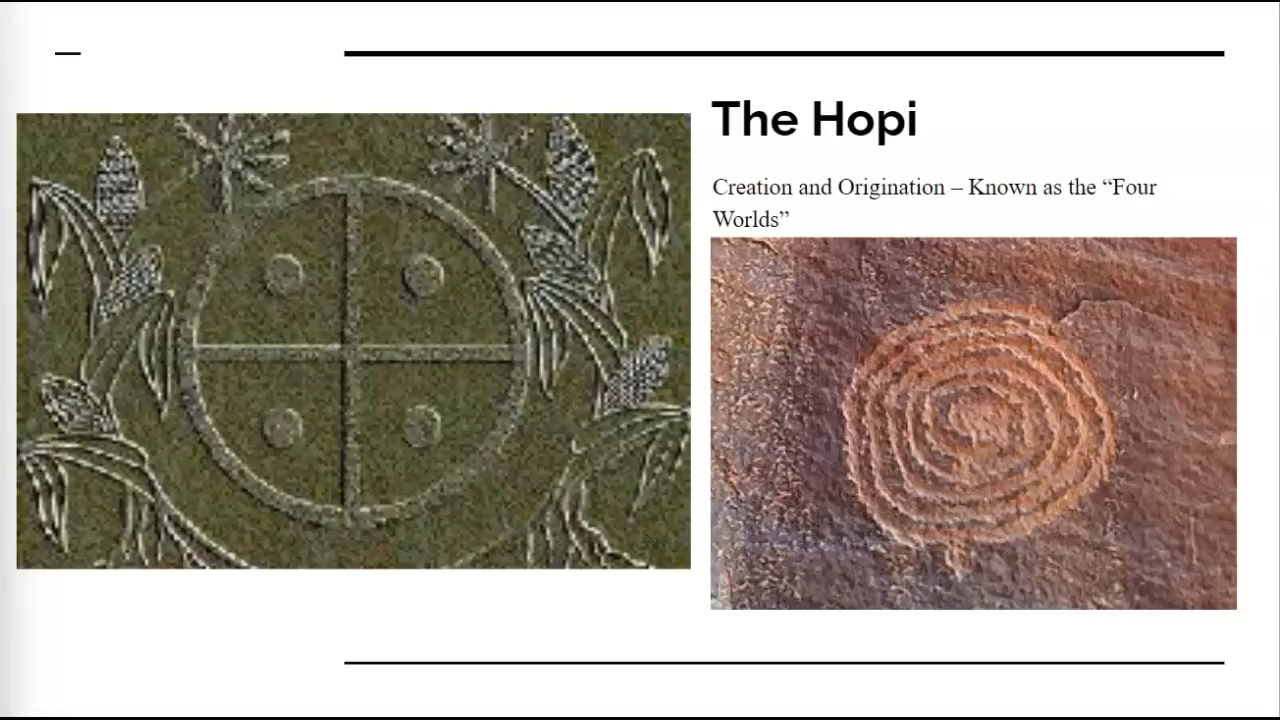 The Hopi
Creation and Origination – Known as the “Four
Worlds”